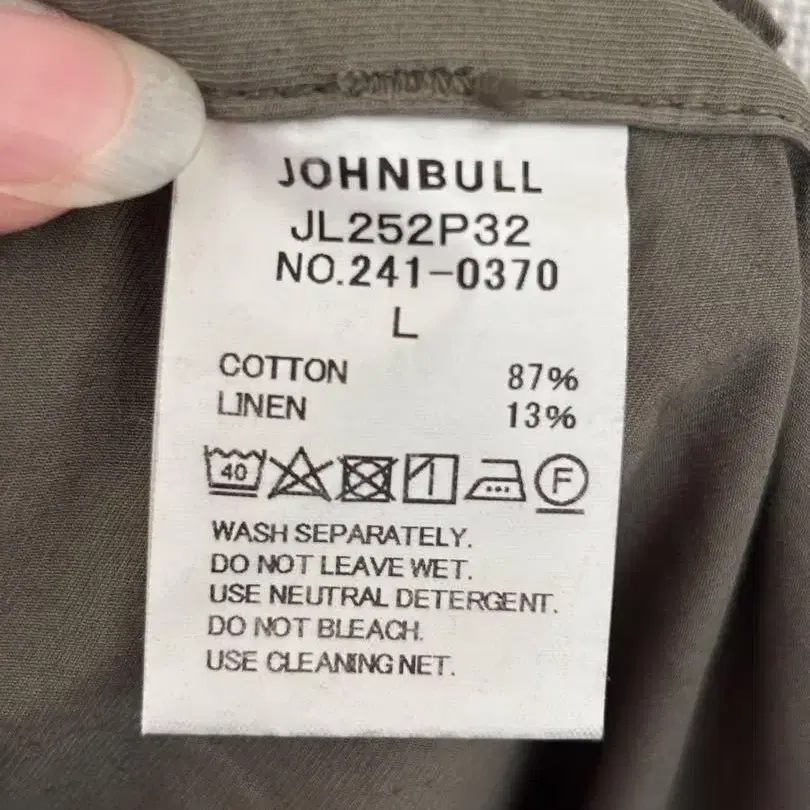 JOHNBULL
JL252P32
NO.241-0370
L
COTTON 87%
LINEN 13%
40 F
WASH SEPARATELY.
DO NOT LEAVE WET.
USE NEUTRAL DETERGENT.
DO NOT BLEACH.
USE CLEANING NET.